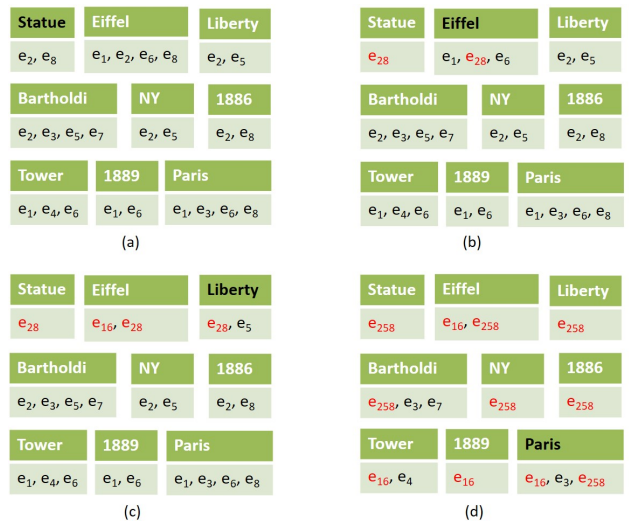 Statue Eiffel Liberty
e₂, e₈ e₁, e₂, e₆, e₈ e₂, e₅
Bartholdi NY 1886
e₂, e₃, e₅, e₇ e₂, e₅ e₂, e₈
Tower 1889 Paris
e₁, e₄, e₆ e₁, e₆ e₁, e₃, e₆, e₈
(a)
Statue Eiffel Liberty
e₂₈ e₁, e₂₈, e₆ e₂, e₅
Bartholdi NY 1886
e₂, e₃, e₅, e₇ e₂, e₅ e₂, e₈
Tower 1889 Paris
e₁, e₄, e₆ e₁, e₆ e₁, e₃, e₆, e₈
(b)
Statue Eiffel Liberty
e₂₈ e₁₆, e₂₈ e₂₈, e₅
Bartholdi NY 1886
e₂, e₃, e₅, e₇ e₂, e₅ e₂, e₈
Tower 1889 Paris
e₁, e₄, e₆ e₁, e₆ e₁, e₃, e₆, e₈
(c)
Statue Eiffel Liberty
e₂₅₈ e₁₆, e₂₅₈ e₂₅₈
Bartholdi NY 1886
e₂₅₈, e₃, e₇ e₂₅₈ e₂₅₈
Tower 1889 Paris
e₁₆, e₄ e₁₆ e₁₆, e₃, e₂₅₈
(d)